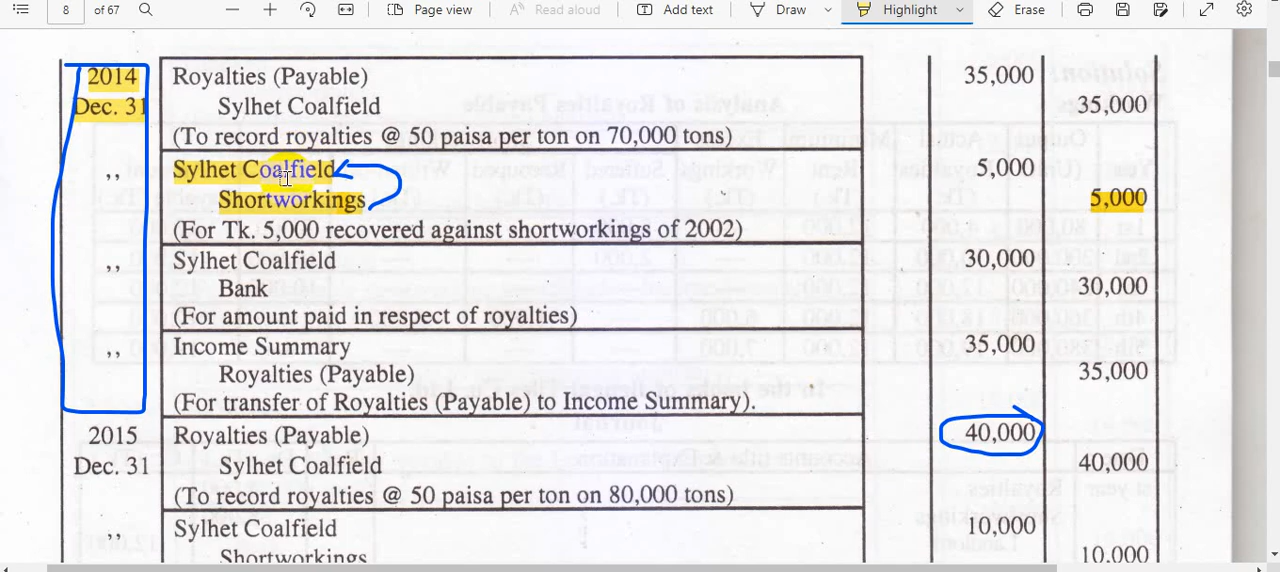 8 of 67 Page view Read aloud Add text Draw Highlight Erase
2014 Royalties (Payable) 35,000
Dec. 31 Sylhet Coalfield 35,000
(To record royalties @ 50 paisa per ton on 70,000 tons)
,, Sylhet Coalfield 5,000
Shortworkings 5,000
(For Tk. 5,000 recovered against shortworkings of 2002)
,, Sylhet Coalfield 30,000
Bank 30,000
(For amount paid in respect of royalties)
,, Income Summary 35,000
Royalties (Payable) 35,000
(For transfer of Royalties (Payable) to Income Summary).
2015 Royalties (Payable) 40,000
Dec. 31 Sylhet Coalfield 40,000
(To record royalties @ 50 paisa per ton on 80,000 tons)
,, Sylhet Coalfield 10,000
Shortworkings 10,000